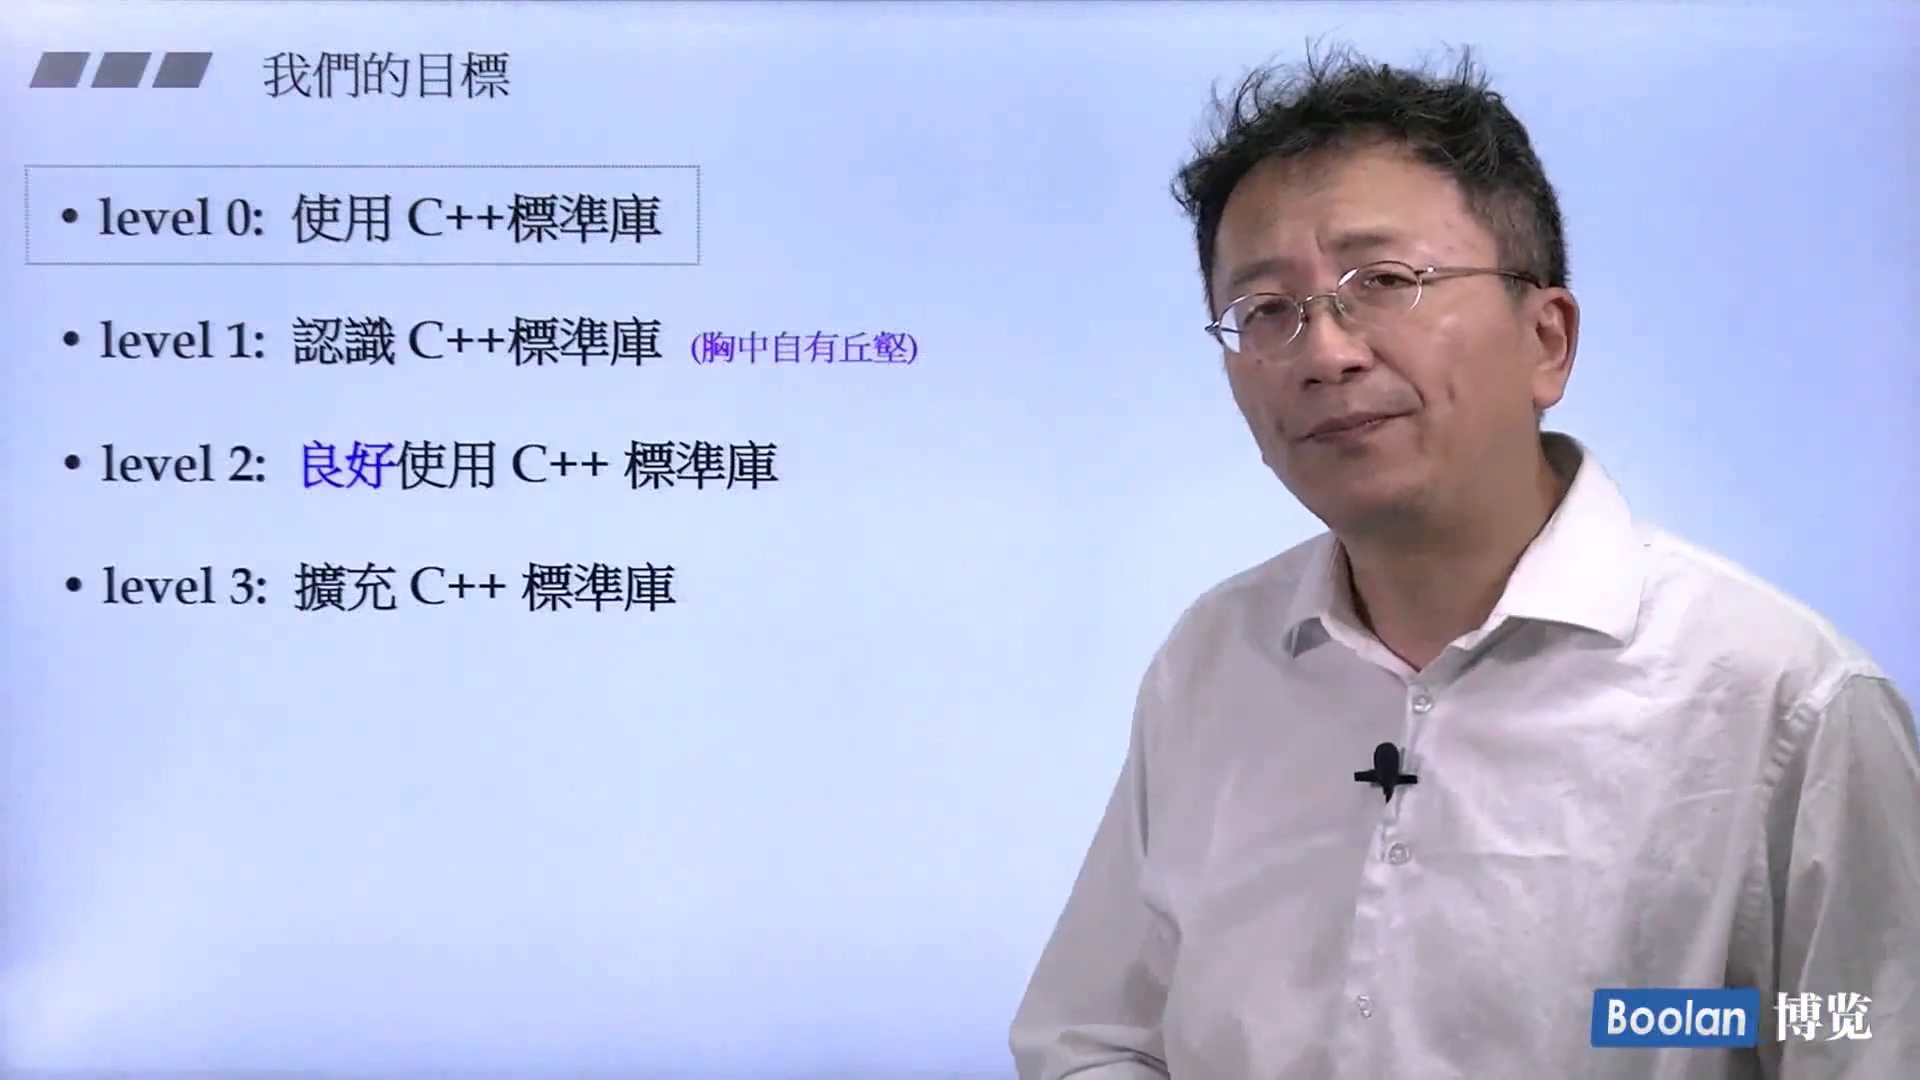 我們的目標
• level 0: 使用 C++標準庫
• level 1: 認識 C++標準庫 (胸中自有丘壑)
• level 2: 良好使用 C++ 標準庫
• level 3: 擴充 C++ 標準庫
Boolan 博览